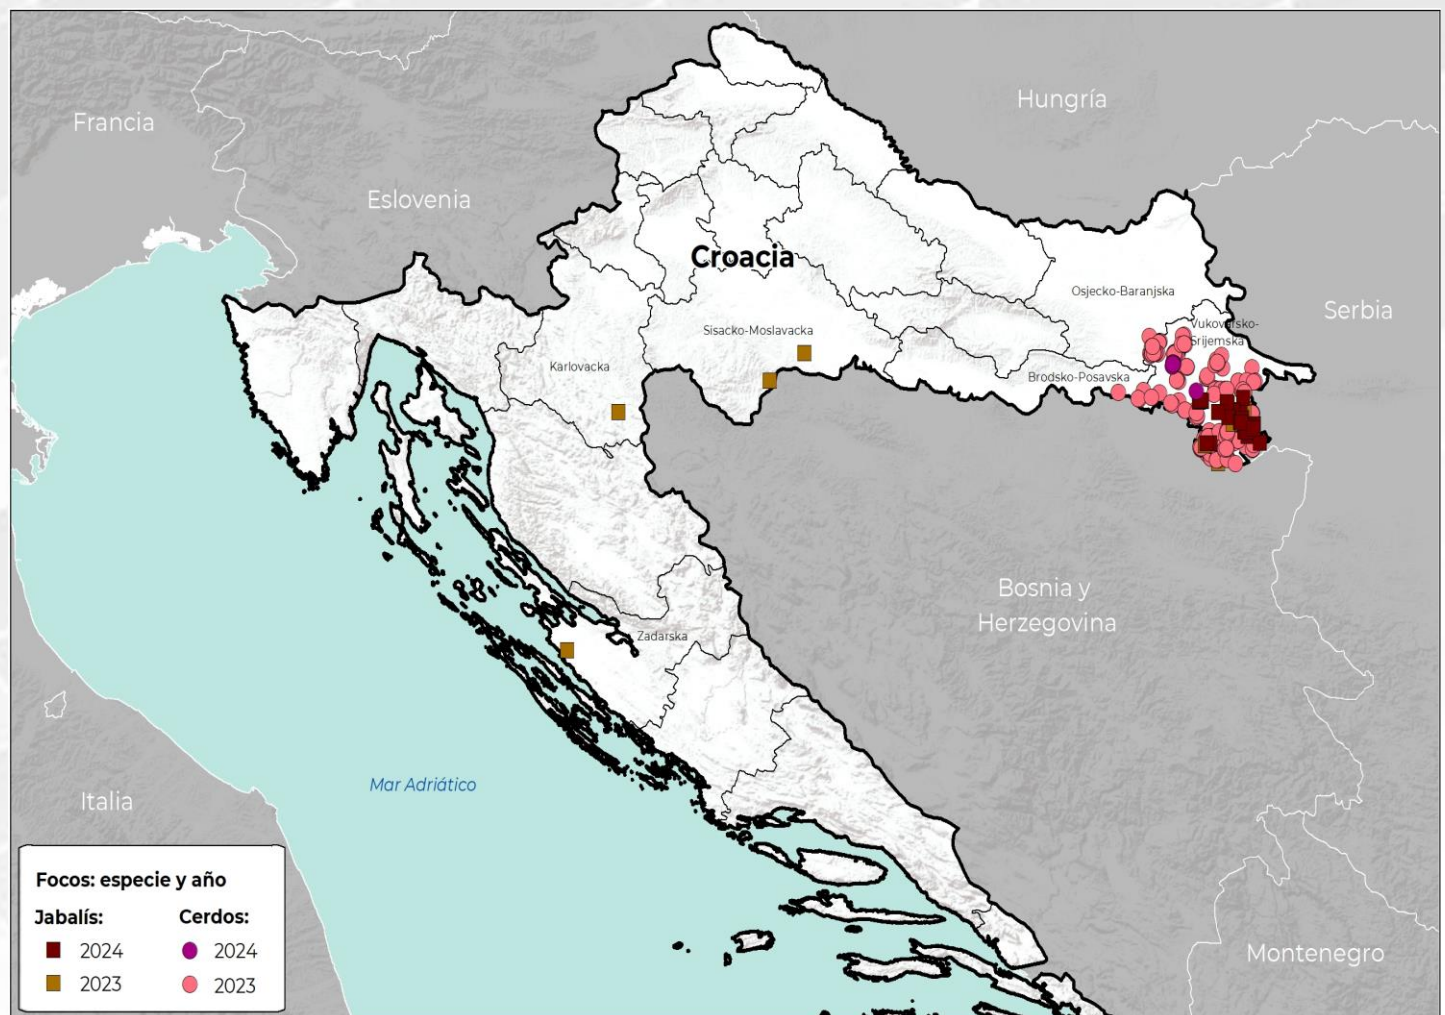 Hungría
Francia
Eslovenia
Croacia
Osjecko-Baranjska
Serbia
Vukovarsko-
Srijemska
Sisacko-Moslavacka
Karlovacka
Brodsko-Posavska
Bosnia y
Herzegovina
Zadarska
Mar Adriático
Italia
Montenegro
Focos: especie y año
Jabalís: Cerdos:
2024 2024
2023 2023